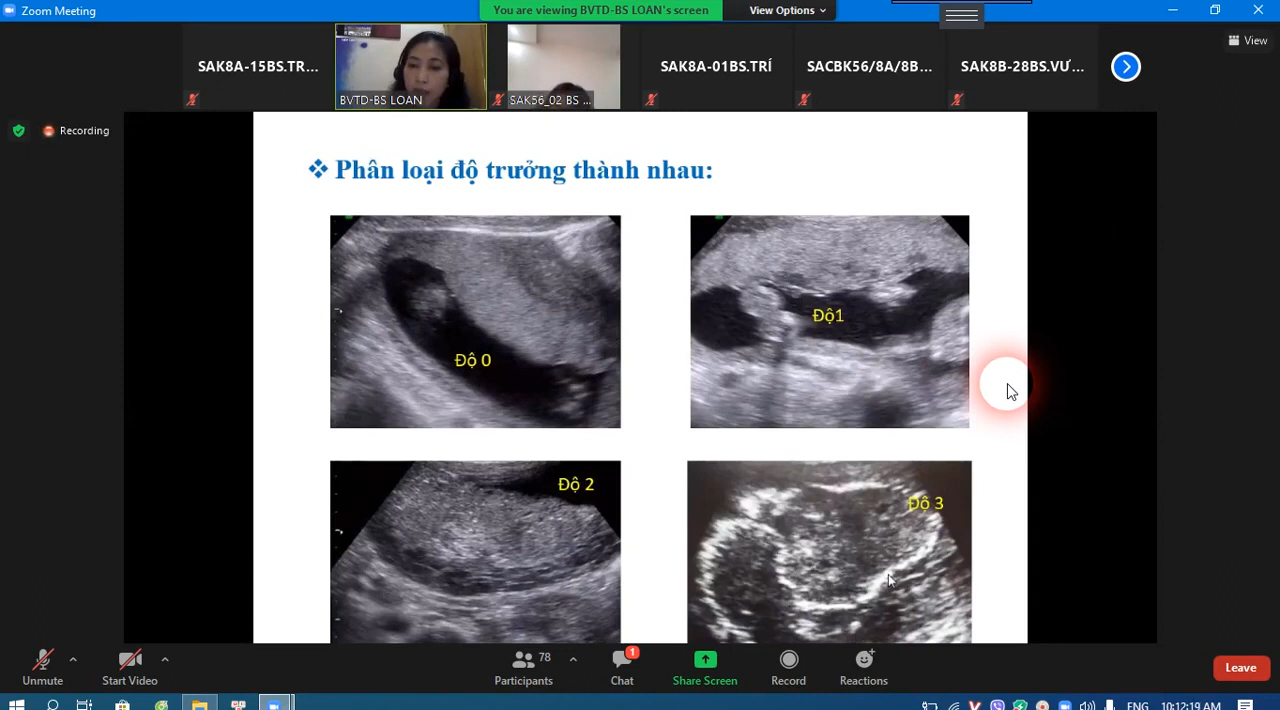 Zoom Meeting
You are viewing BVTD-BS LOAN's screen
View Options
View
SAK8A-15BS.TR...
BVTD-BS LOAN
SAK56_02 BS ...
SAK8A-01BS.TRÍ
SACBK56/8A/8B...
SAK8B-28BS.VƯ...
Recording
❖ Phân loại độ trưởng thành nhau:
Độ 0
Độ1
Độ 2
Độ 3
Unmute
Start Video
78
Participants
1
Chat
Share Screen
Record
Reactions
Leave
ENG
10:12:19 AM